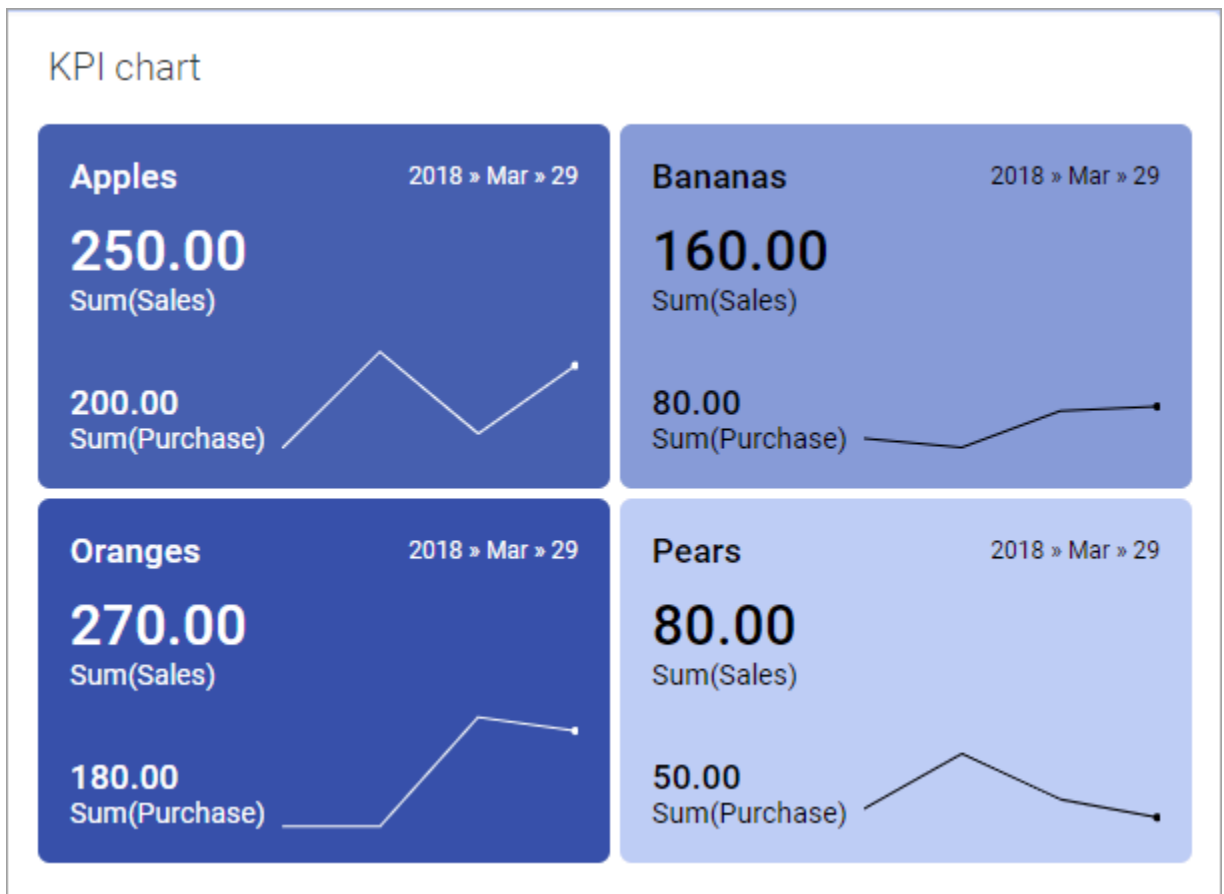 KPI chart
Apples 2018 » Mar » 29
250.00
Sum(Sales)
200.00
Sum(Purchase)
Bananas 2018 » Mar » 29
160.00
Sum(Sales)
80.00
Sum(Purchase)
Oranges 2018 » Mar » 29
270.00
Sum(Sales)
180.00
Sum(Purchase)
Pears 2018 » Mar » 29
80.00
Sum(Sales)
50.00
Sum(Purchase)